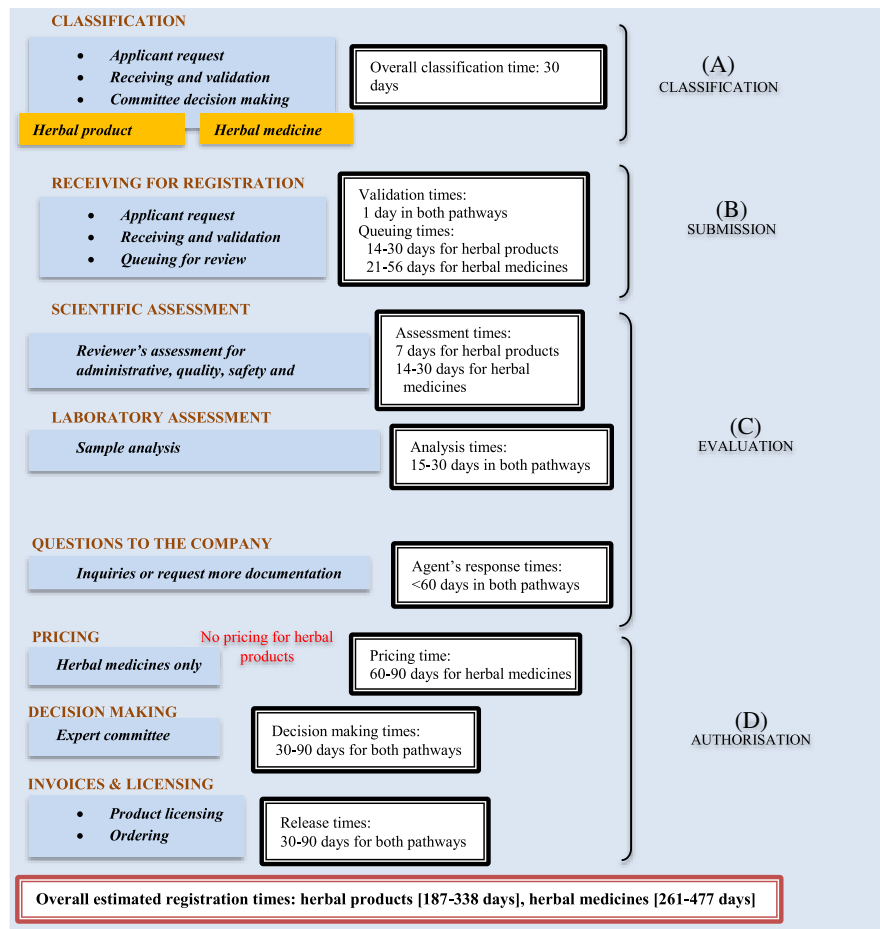 CLASSIFICATION
• Applicant request
• Receiving and validation
• Committee decision making
Herbal product
Herbal medicine
Overall classification time: 30
days
(A)
CLASSIFICATION
RECEIVING FOR REGISTRATION
• Applicant request
• Receiving and validation
• Queuing for review
Validation times:
1 day in both pathways
Queuing times:
14-30 days for herbal products
21-56 days for herbal medicines
(B)
SUBMISSION
SCIENTIFIC ASSESSMENT
Reviewer's assessment for
administrative, quality, safety and
Assessment times:
7 days for herbal products
14-30 days for herbal
medicines
LABORATORY ASSESSMENT
Sample analysis
Analysis times:
15-30 days in both pathways
(C)
EVALUATION
QUESTIONS TO THE COMPANY
Inquiries or request more documentation
Agent's response times:
<60 days in both pathways
PRICING
Herbal medicines only
No pricing for herbal
products
Pricing time:
60-90 days for herbal medicines
DECISION MAKING
Expert committee
Decision making times:
30-90 days for both pathways
(D)
AUTHORISATION
INVOICES & LICENSING
• Product licensing
• Ordering
Release times:
30-90 days for both pathways
Overall estimated registration times: herbal products [187-338 days], herbal medicines [261-477 days]